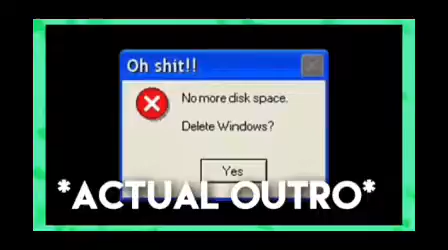 Oh shit!!
No more disk space.
Delete Windows?
Yes
*ACTUAL OUTRO*